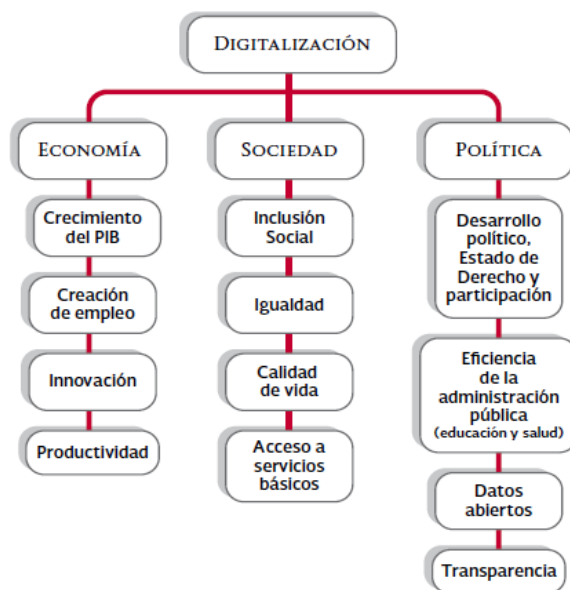 DIGITALIZACIÓN
ECONOMÍA
Crecimiento
del PIB
Creación
de empleo
Innovación
Productividad
SOCIEDAD
Inclusión
Social
Igualdad
Calidad
de vida
Acceso a
servicios
básicos
POLÍTICA
Desarrollo
político,
Estado de
Derecho y
participación
Eficiencia
de la
administración
pública
(educación y salud)
Datos
abiertos
Transparencia